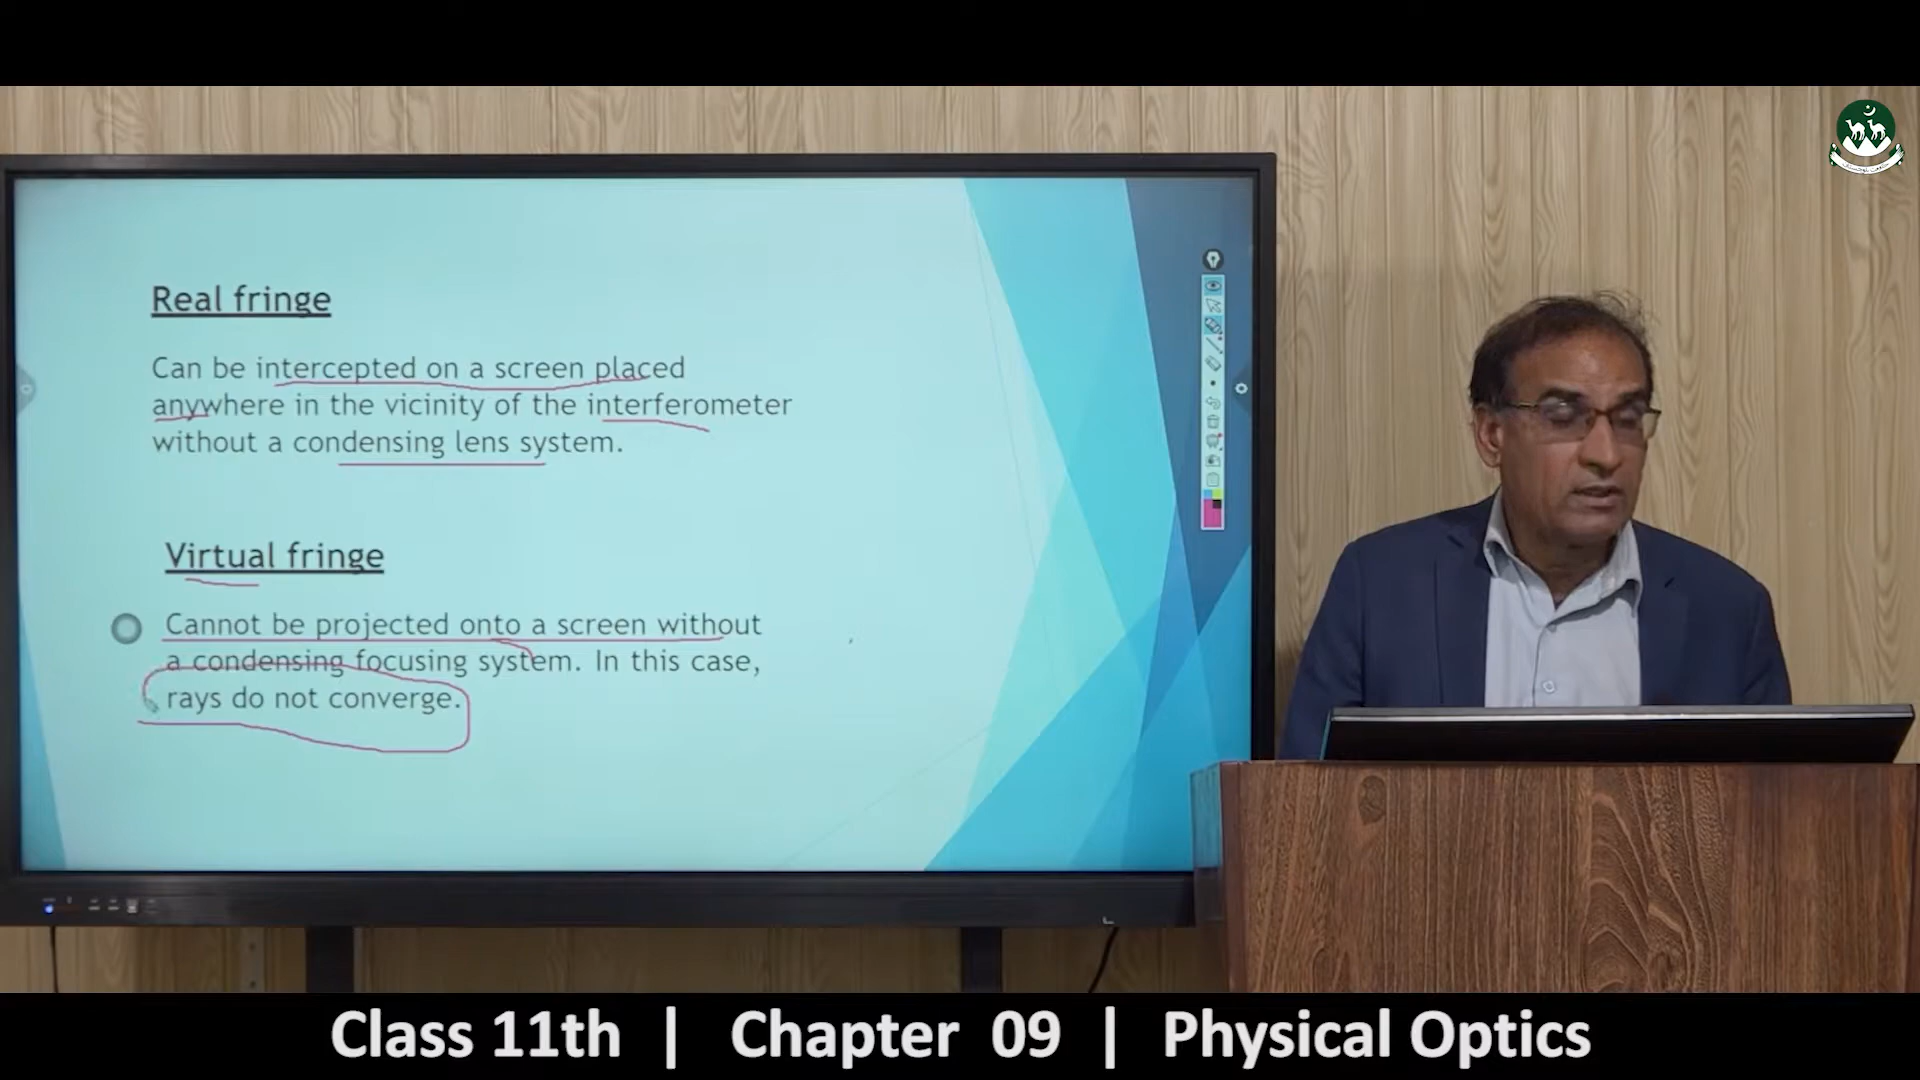 Real fringe
Can be intercepted on a screen placed
anywhere in the vicinity of the interferometer
without a condensing lens system.
Virtual fringe
Cannot be projected onto a screen without
a condensing focusing system. In this case,
rays do not converge.
Class 11th | Chapter 09 | Physical Optics